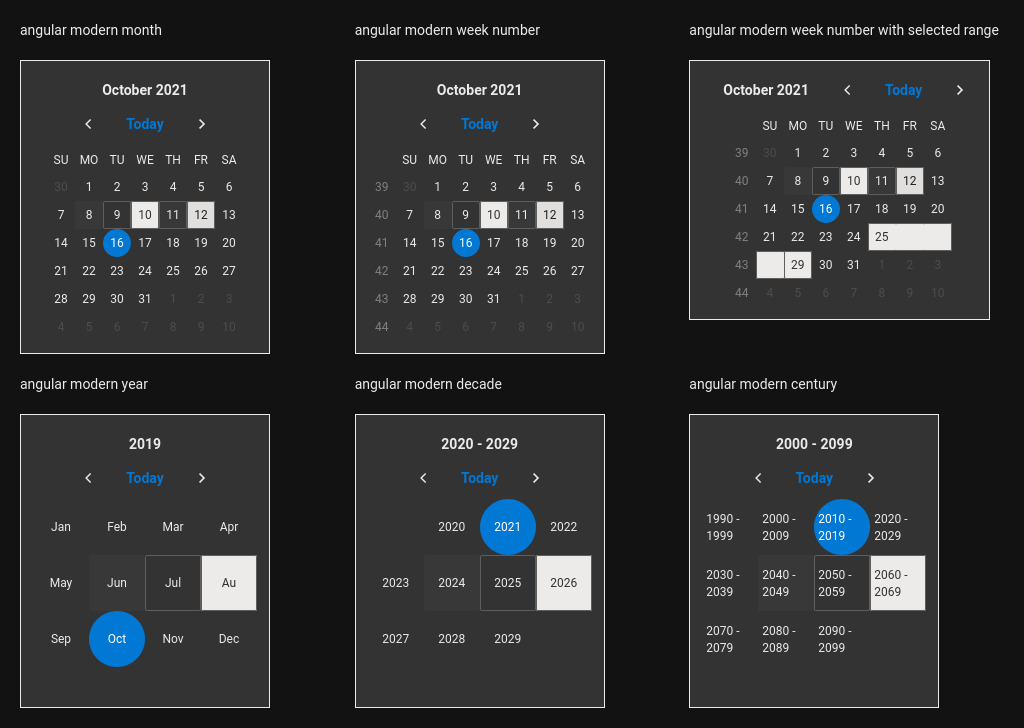 angular modern month
October 2021
Today
SU MO TU WE TH FR SA
30 1 2 3 4 5 6
7 8 9 10 11 12 13
14 15 16 17 18 19 20
21 22 23 24 25 26 27
28 29 30 31 1 2 3
4 5 6 7 8 9 10
angular modern week number
October 2021
Today
SU MO TU WE TH FR SA
39 30 1 2 3 4 5 6
40 7 8 9 10 11 12 13
41 14 15 16 17 18 19 20
42 21 22 23 24 25 26 27
43 28 29 30 31 1 2 3
44 4 5 6 7 8 9 10
angular modern week number with selected range
October 2021 Today
SU MO TU WE TH FR SA
39 30 1 2 3 4 5 6
40 7 8 9 10 11 12 13
41 14 15 16 17 18 19 20
42 21 22 23 24 25
43 29 30 31 1 2 3
44 4 5 6 7 8 9 10
angular modern year
2019
Today
Jan Feb Mar Apr
May Jun Jul Au
Sep Oct Nov Dec
angular modern decade
2020 - 2029
Today
2020 2021 2022
2023 2024 2025 2026
2027 2028 2029
angular modern century
2000 - 2099
Today
1990 - 2000 - 2010 - 2020 -
1999 2009 2019 2029
2030 - 2040 - 2050 - 2060 -
2039 2049 2059 2069
2070 - 2080 - 2090 -
2079 2089 2099